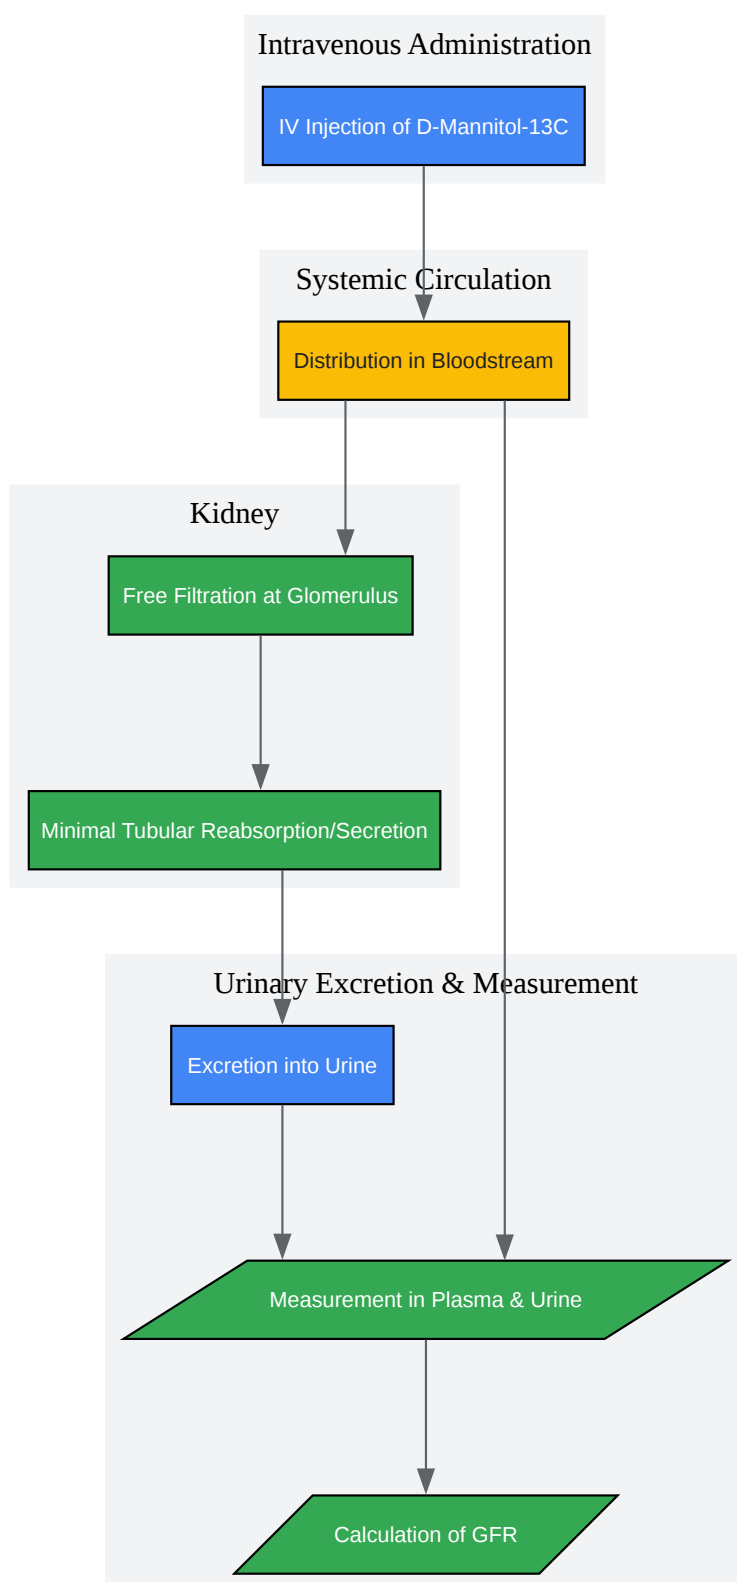 Intravenous Administration
IV Injection of D-Mannitol-13C
Systemic Circulation
Distribution in Bloodstream
Kidney
Free Filtration at Glomerulus
Minimal Tubular Reabsorption/Secretion
Urinary Excretion & Measurement
Excretion into Urine
Measurement in Plasma & Urine
Calculation of GFR